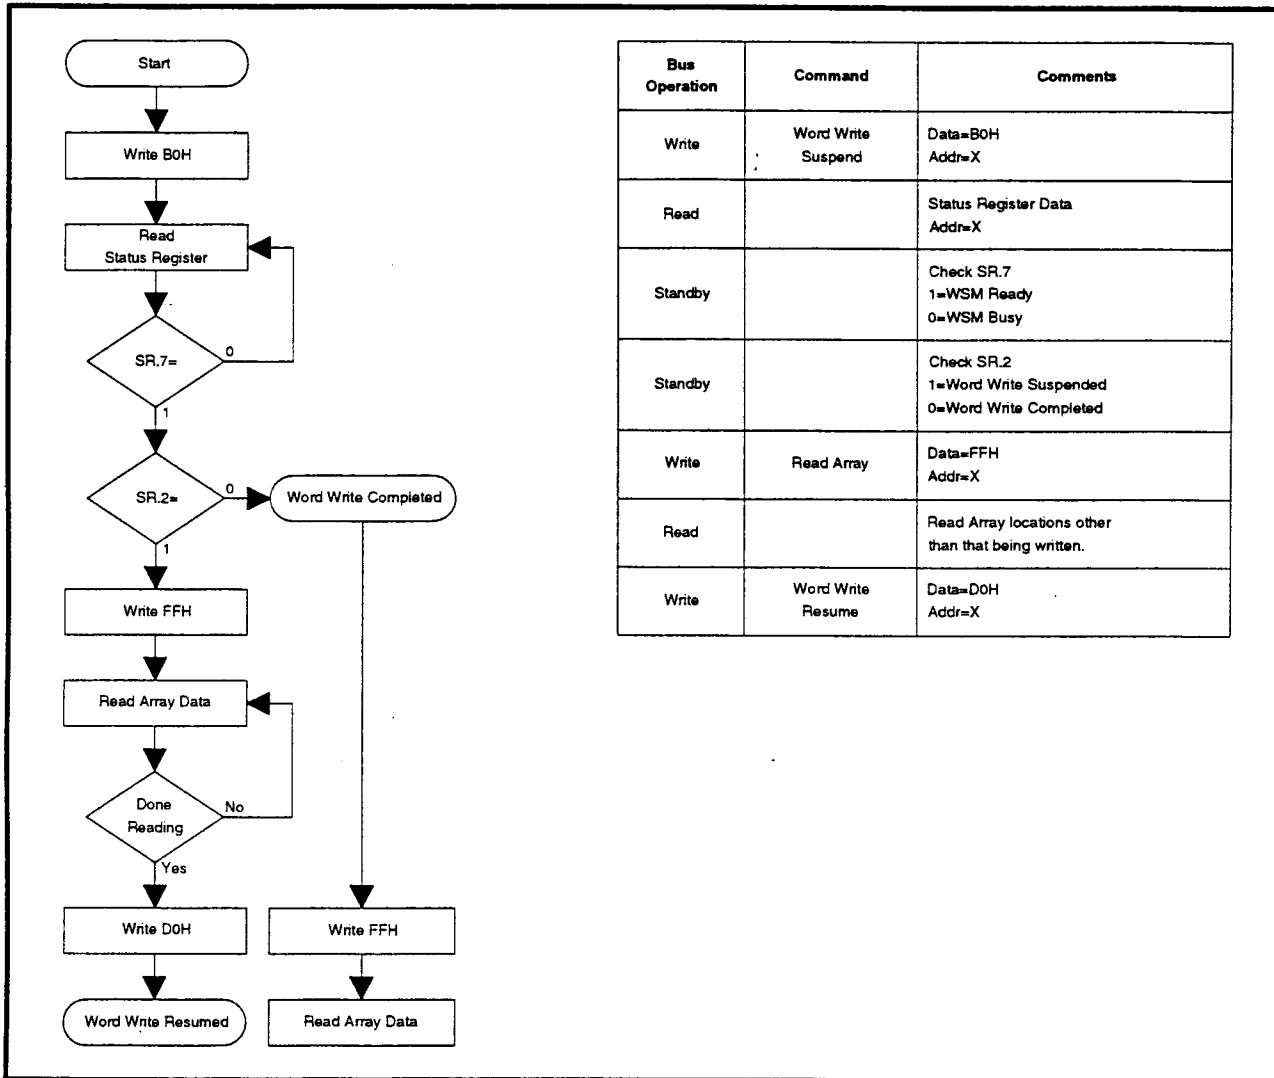 Start
Write B0H
Read
Status Register
SR.7=
0
1
SR.2=
0
Word Write Completed
1
Write FFH
Read Array Data
Done
Reading
No
Yes
Write D0H
Write FFH
Word Write Resumed
Read Array Data
Bus
Operation
Command
Comments
Write
Word Write
Suspend
Data=B0H
Addr=X
Read
Status Register Data
Addr=X
Standby
Check SR.7
1=WSM Ready
0=WSM Busy
Standby
Check SR.2
1=Word Write Suspended
0=Word Write Completed
Write
Read Array
Data=FFH
Addr=X
Read
Read Array locations other
than that being written.
Write
Word Write
Resume
Data=D0H
Addr=X